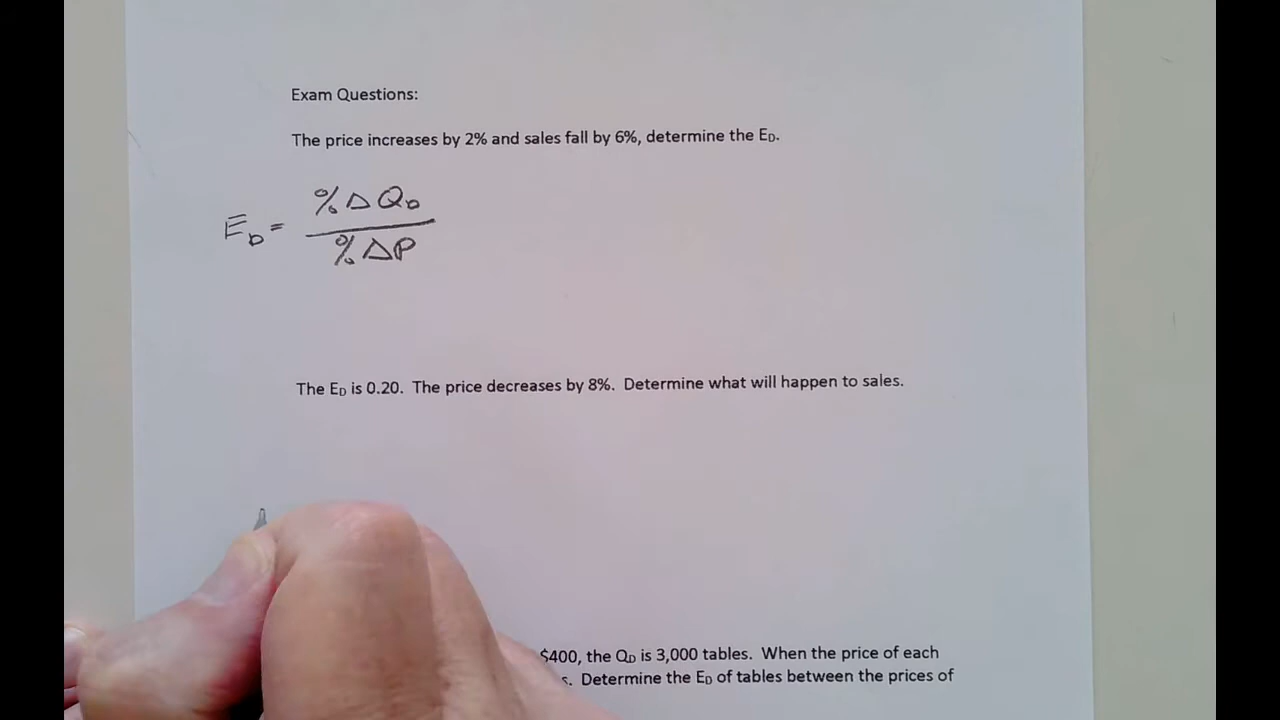 Exam Questions:
The price increases by 2% and sales fall by 6%, determine the ED.
ED = %ΔQD
%ΔP
The ED is 0.20. The price decreases by 8%. Determine what will happen to sales.
$400, the QD is 3,000 tables. When the price of each
Determine the ED of tables between the prices of